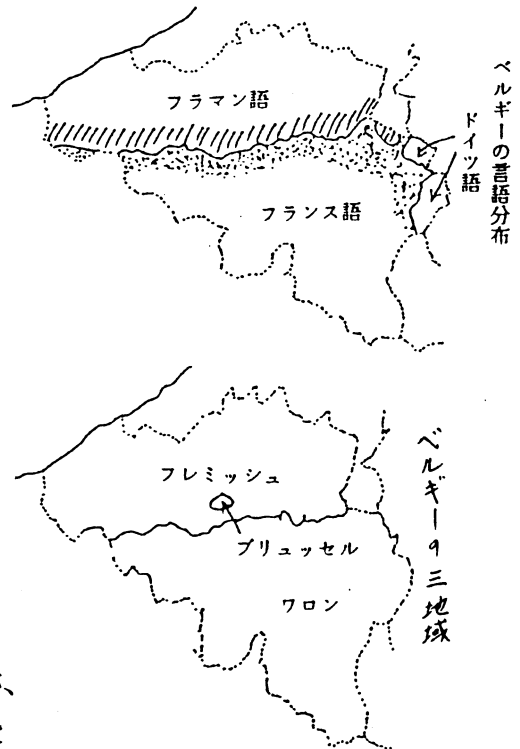 ベルギーの言語分布
フラマン語
ドイツ語
フランス語
ベルギーの三地域
フレミッシュ
ブリュッセル
ワロン